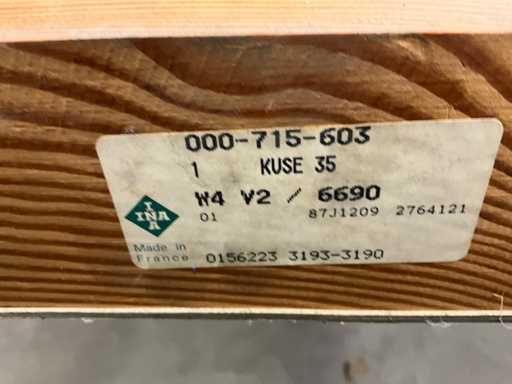 000-715-603
1 KUSE 35
W4 V2 / 6690
01 87J1209 2764121
INA
INA
Made in
France
0156223 3193-3190